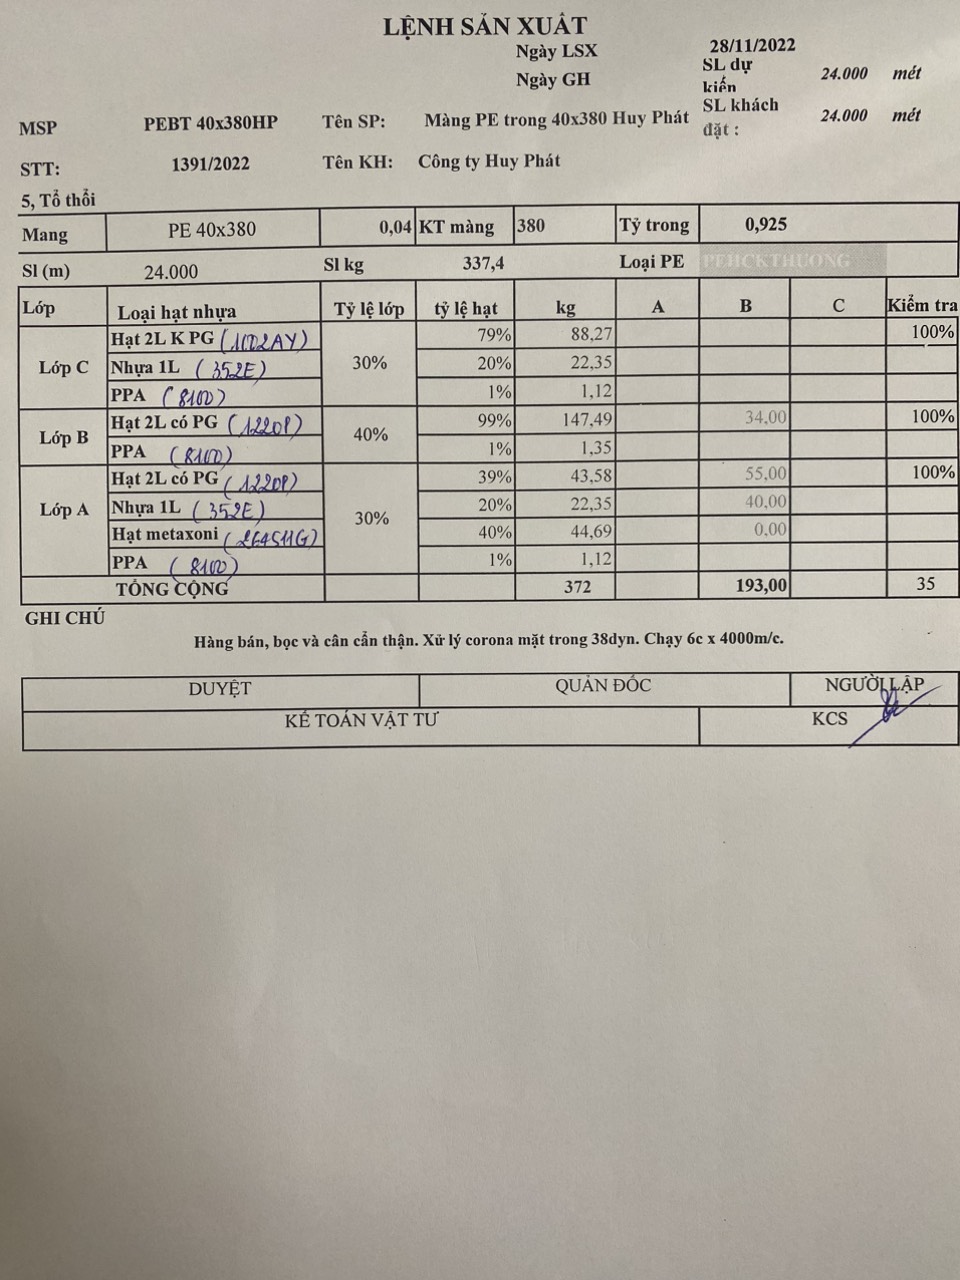 LỆNH SẢN XUẤT
Ngày LSX 28/11/2022
Ngày GH SL dự kiến 24.000 mét
MSP PEBT 40x380HP Tên SP: Màng PE trong 40x380 Huy Phát SL khách đặt : 24.000 mét
STT: 1391/2022 Tên KH: Công ty Huy Phát
5, Tổ thổi
Mang PE 40x380 0,04 KT màng 380 Tỷ trong 0,925
Sl (m) 24.000 Sl kg 337,4 Loại PE PEHCKTHUONG
Lớp Loại hạt nhựa Tỷ lệ lớp tỷ lệ hạt kg A B C Kiểm tra
Lớp C Hạt 2L K PG (1102AY) 30% 79% 88,27 100%
Nhựa 1L (352E) 20% 22,35
PPA (8100) 1% 1,12
Lớp B Hạt 2L có PG (1220P) 40% 99% 147,49 34,00 100%
PPA (8100) 1% 1,35
Lớp A Hạt 2L có PG (1220P) 30% 39% 43,58 55,00 100%
Nhựa 1L (352E) 20% 22,35 40,00
Hạt metaxoni 40% 44,69 0,00
PPA (8100) 1% 1,12
TỔNG CỘNG 372 193,00 35
GHI CHÚ
Hàng bán, bọc và cân cẩn thận. Xử lý corona mặt trong 38dyn. Chạy 6c x 4000m/c.
DUYỆT QUẢN ĐỐC NGƯỜI LẬP
KẾ TOÁN VẬT TƯ KCS